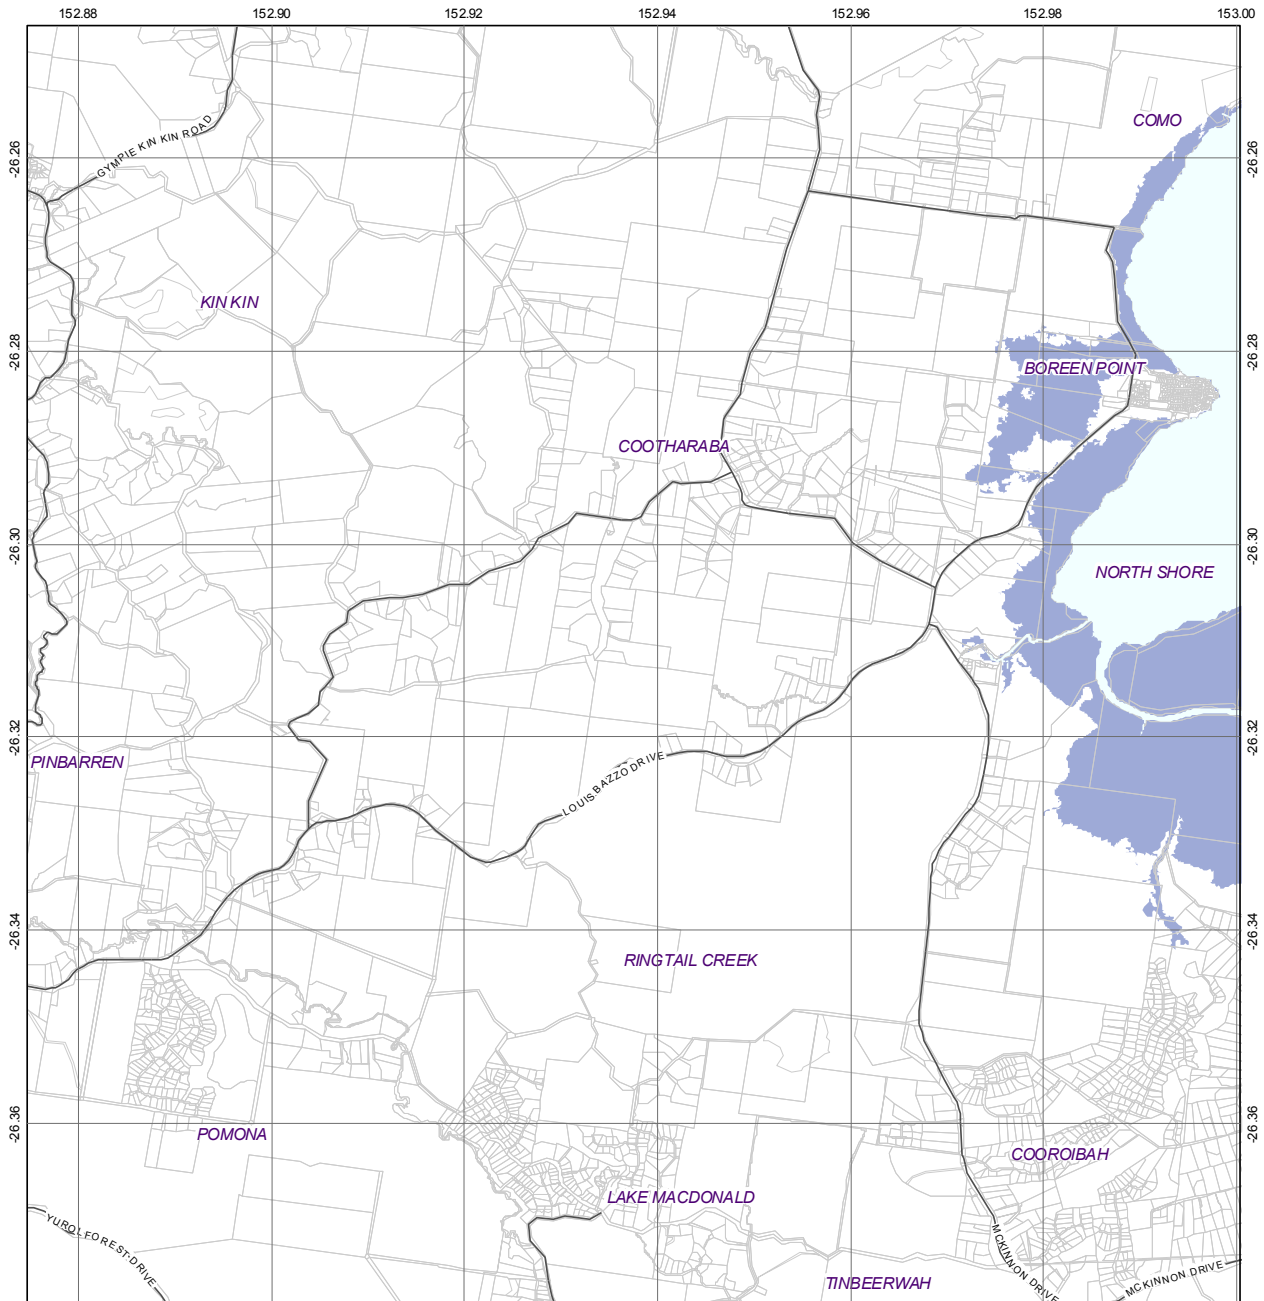 152.88 152.90 152.92 152.94 152.96 152.98 153.00
COMO
GYMPIE KIN KIN ROAD
-26.26 -26.26
KIN KIN
-26.28 -26.28
BOREEN POINT
COOTHARABA
-26.30 -26.30
NORTH SHORE
-26.32 -26.32
PINBARREN
LOUIS BAZZO DRIVE
-26.34 -26.34
RINGTAIL CREEK
-26.36 -26.36
POMONA
COOROIBAH
LAKE MACDONALD
YUROL FOREST DRIVE
MCKINNON DRIVE
MCKINNON DRIVE
TINBEERWAH